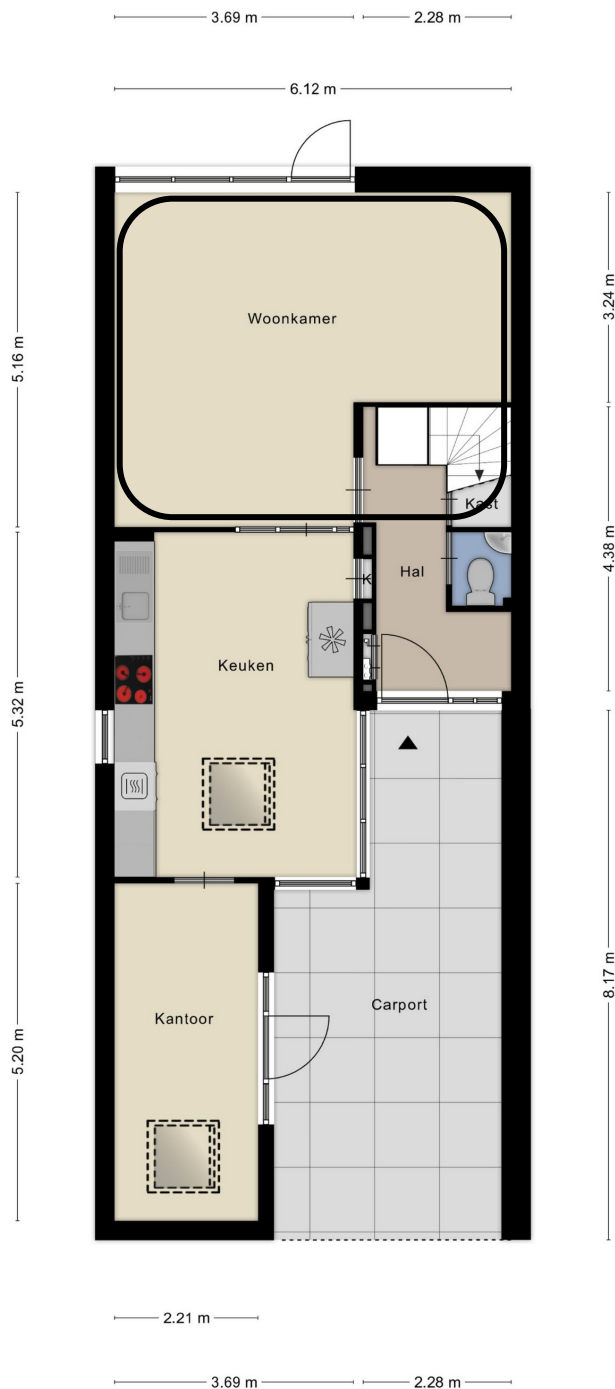 3.69 m 2.28 m
6.12 m
Woonkamer
3.24 m
5.16 m
Kast
4.38 m
K
Hal
Keuken
5.32 m
Kantoor
Carport
8.17 m
5.20 m
2.21 m
3.69 m 2.28 m